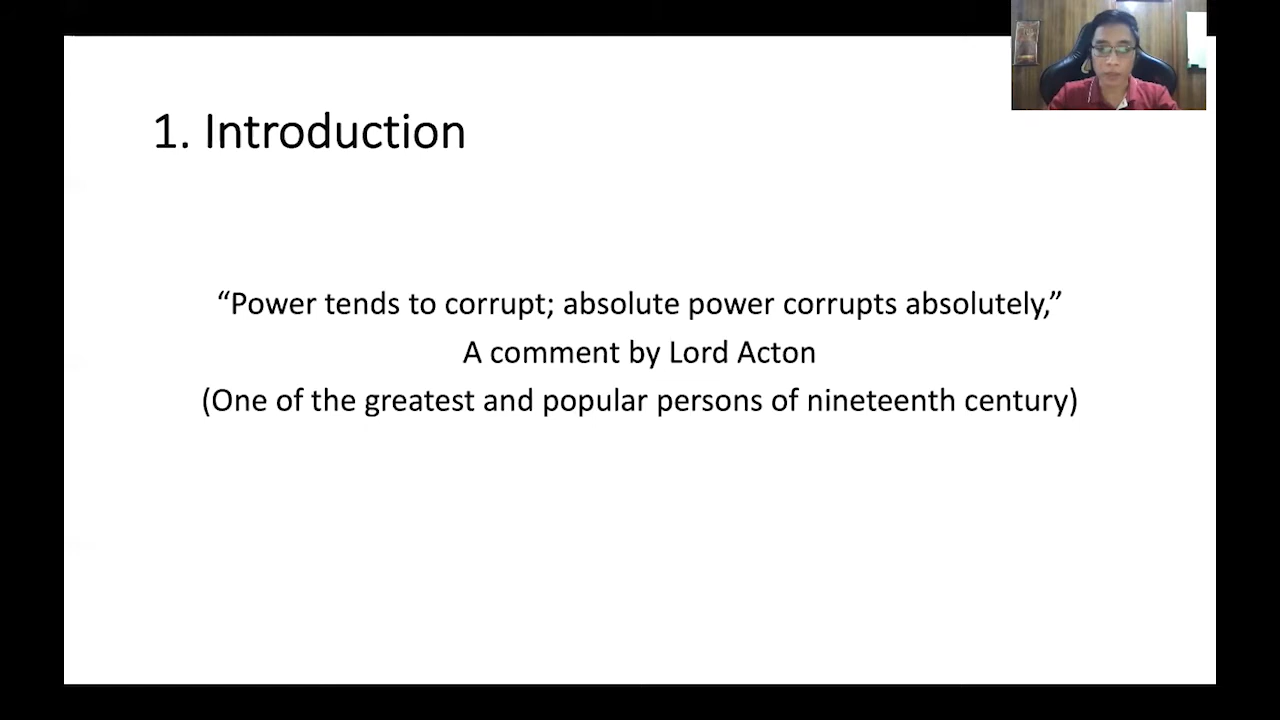 1. Introduction
“Power tends to corrupt; absolute power corrupts absolutely,”
A comment by Lord Acton
(One of the greatest and popular persons of nineteenth century)